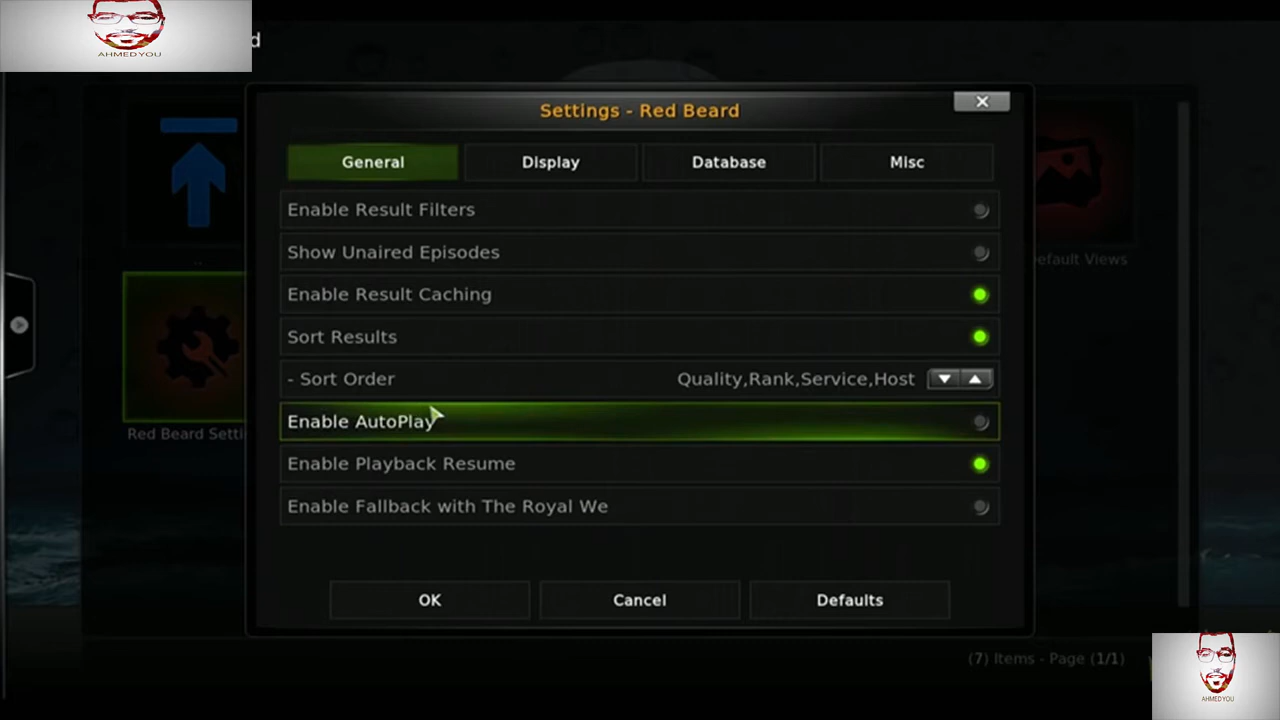 AHMEDYOU
d
Settings - Red Beard
General
Display
Database
Misc
Enable Result Filters
Show Unaired Episodes
Enable Result Caching
Sort Results
- Sort Order Quality,Rank,Service,Host
Enable AutoPlay
Enable Playback Resume
Enable Fallback with The Royal We
OK
Cancel
Defaults
..
Red Beard Setti
efault Views
(7) Items - Page (1/1)
AHMEDYOU